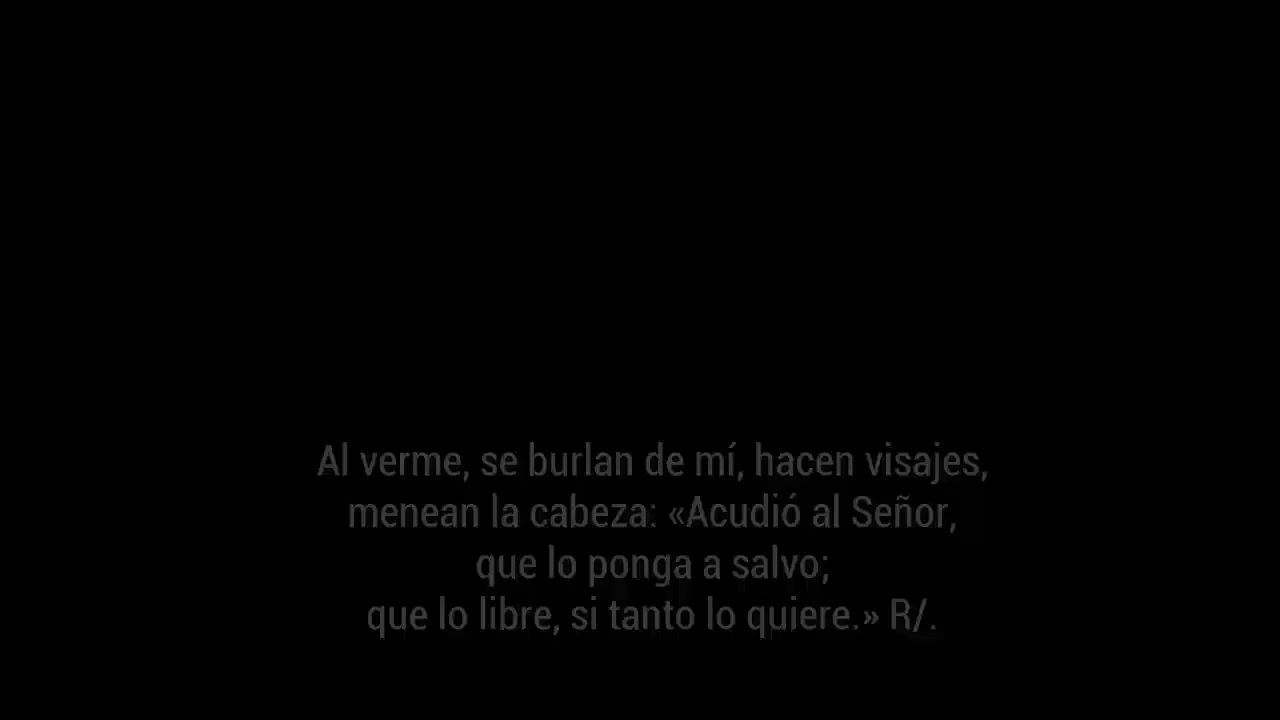 Al verme, se burlan de mí, hacen visajes,
menean la cabeza: «Acudió al Señor,
que lo ponga a salvo;
que lo libre, si tanto lo quiere.» R/.